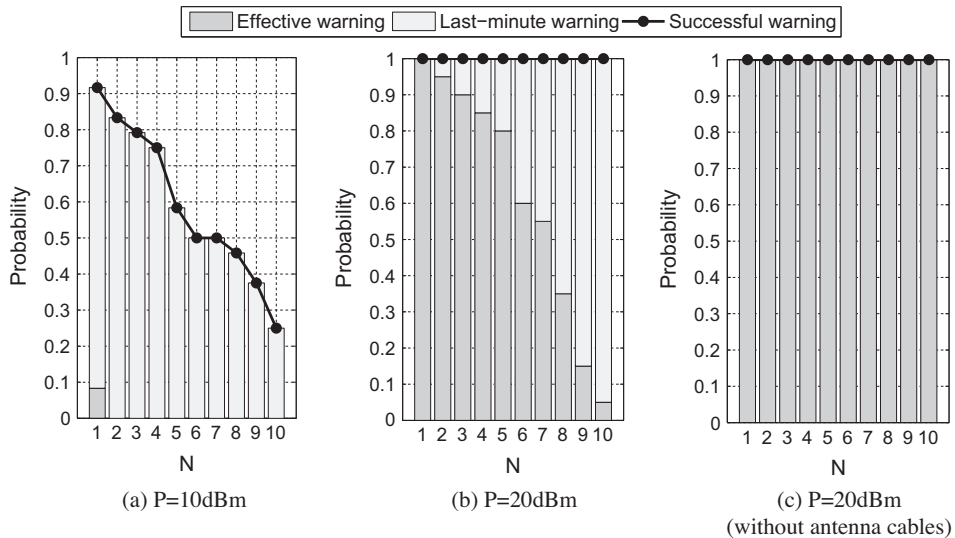 Effective warning Last−minute warning Successful warning
1
0.9
0.8
0.7
0.6
0.5
0.4
0.3
0.2
0.1
0
Probability
1 2 3 4 5 6 7 8 9 10
N
(a) P=10dBm
1
0.9
0.8
0.7
0.6
0.5
0.4
0.3
0.2
0.1
0
Probability
1 2 3 4 5 6 7 8 9 10
N
(b) P=20dBm
1
0.9
0.8
0.7
0.6
0.5
0.4
0.3
0.2
0.1
0
Probability
1 2 3 4 5 6 7 8 9 10
N
(c) P=20dBm
(without antenna cables)